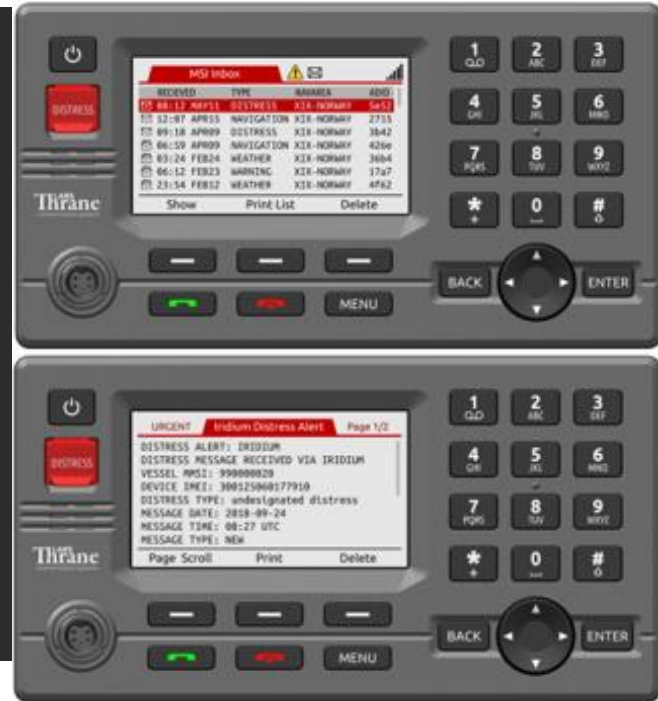 MSI Inbox
RECIEVED TYPE NAVAREA ADID
08:12 MAY11 DISTRESS XIX-NORWAY 5e52
12:07 APR15 NAVIGATION XIX-NORWAY 2715
09:18 APR09 DISTRESS XIX-NORWAY 3b42
06:59 APR09 NAVIGATION XIX-NORWAY 426e
03:24 FEB24 WEATHER XIX-NORWAY 36b4
06:12 FEB23 WARNING XIX-NORWAY 17a7
23:54 FEB12 WEATHER XIX-NORWAY 4f62
Show Print List Delete
DISTRESS
LARS
Thrane
MENU
1 2 ABC 3 DEF
4 GHI 5 JKL 6 MNO
7 PQRS 8 TUV 9 WXYZ
* 0 #
BACK ENTER
URGENT Iridium Distress Alert Page 1/2
DISTRESS ALERT: IRIDIUM
DISTRESS MESSAGE RECEIVED VIA IRIDIUM
VESSEL MMSI: 990000020
DEVICE IMEI: 300125060177910
DISTRESS TYPE: undesignated distress
MESSAGE DATE: 2018-09-24
MESSAGE TIME: 08:27 UTC
MESSAGE TYPE: NEW
Page Scroll Print Delete
DISTRESS
LARS
Thrane
MENU
1 2 ABC 3 DEF
4 GHI 5 JKL 6 MNO
7 PQRS 8 TUV 9 WXYZ
* 0 #
BACK ENTER